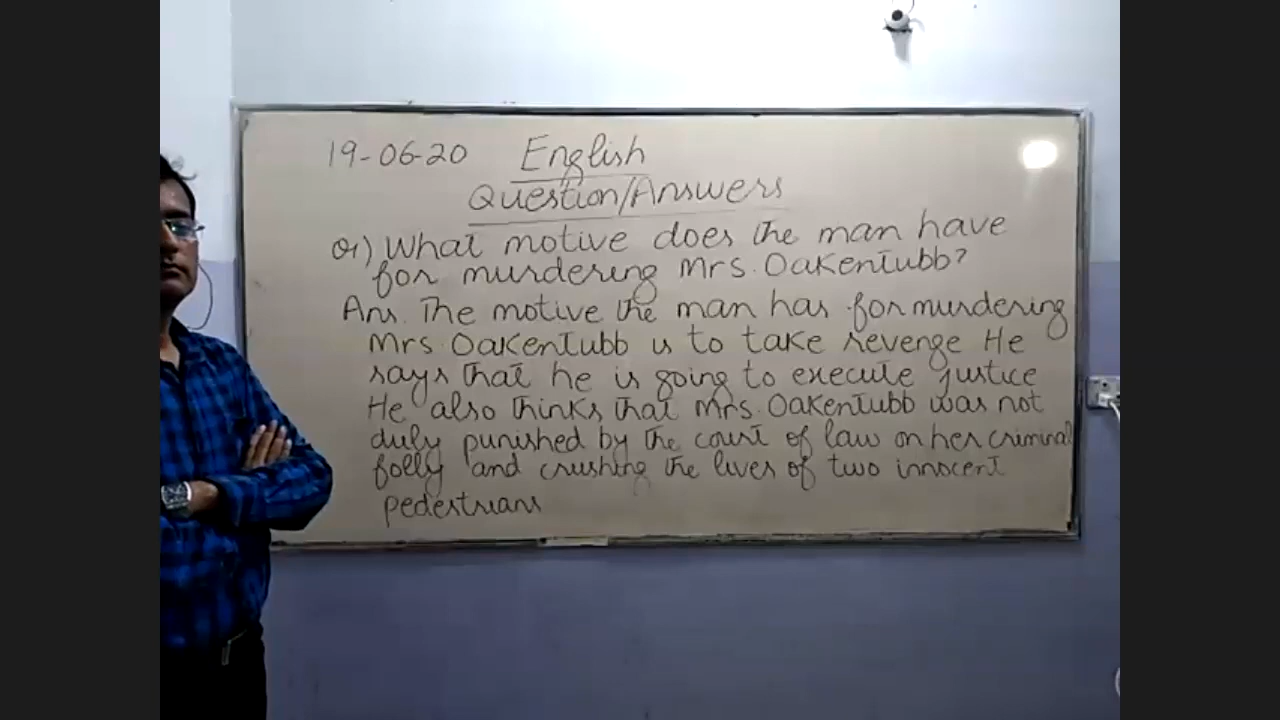 19-06-20 English
Question/Answers
Q1) What motive does the man have
for murdering Mrs. Oakentubb?
Ans. The motive the man has for murdering
Mrs. Oakentubb is to take revenge He
says that he is going to execute justice
He also thinks that Mrs. Oakentubb was not
duly punished by the court of law on her criminal
folly and crushing the lives of two innocent
pedestrians